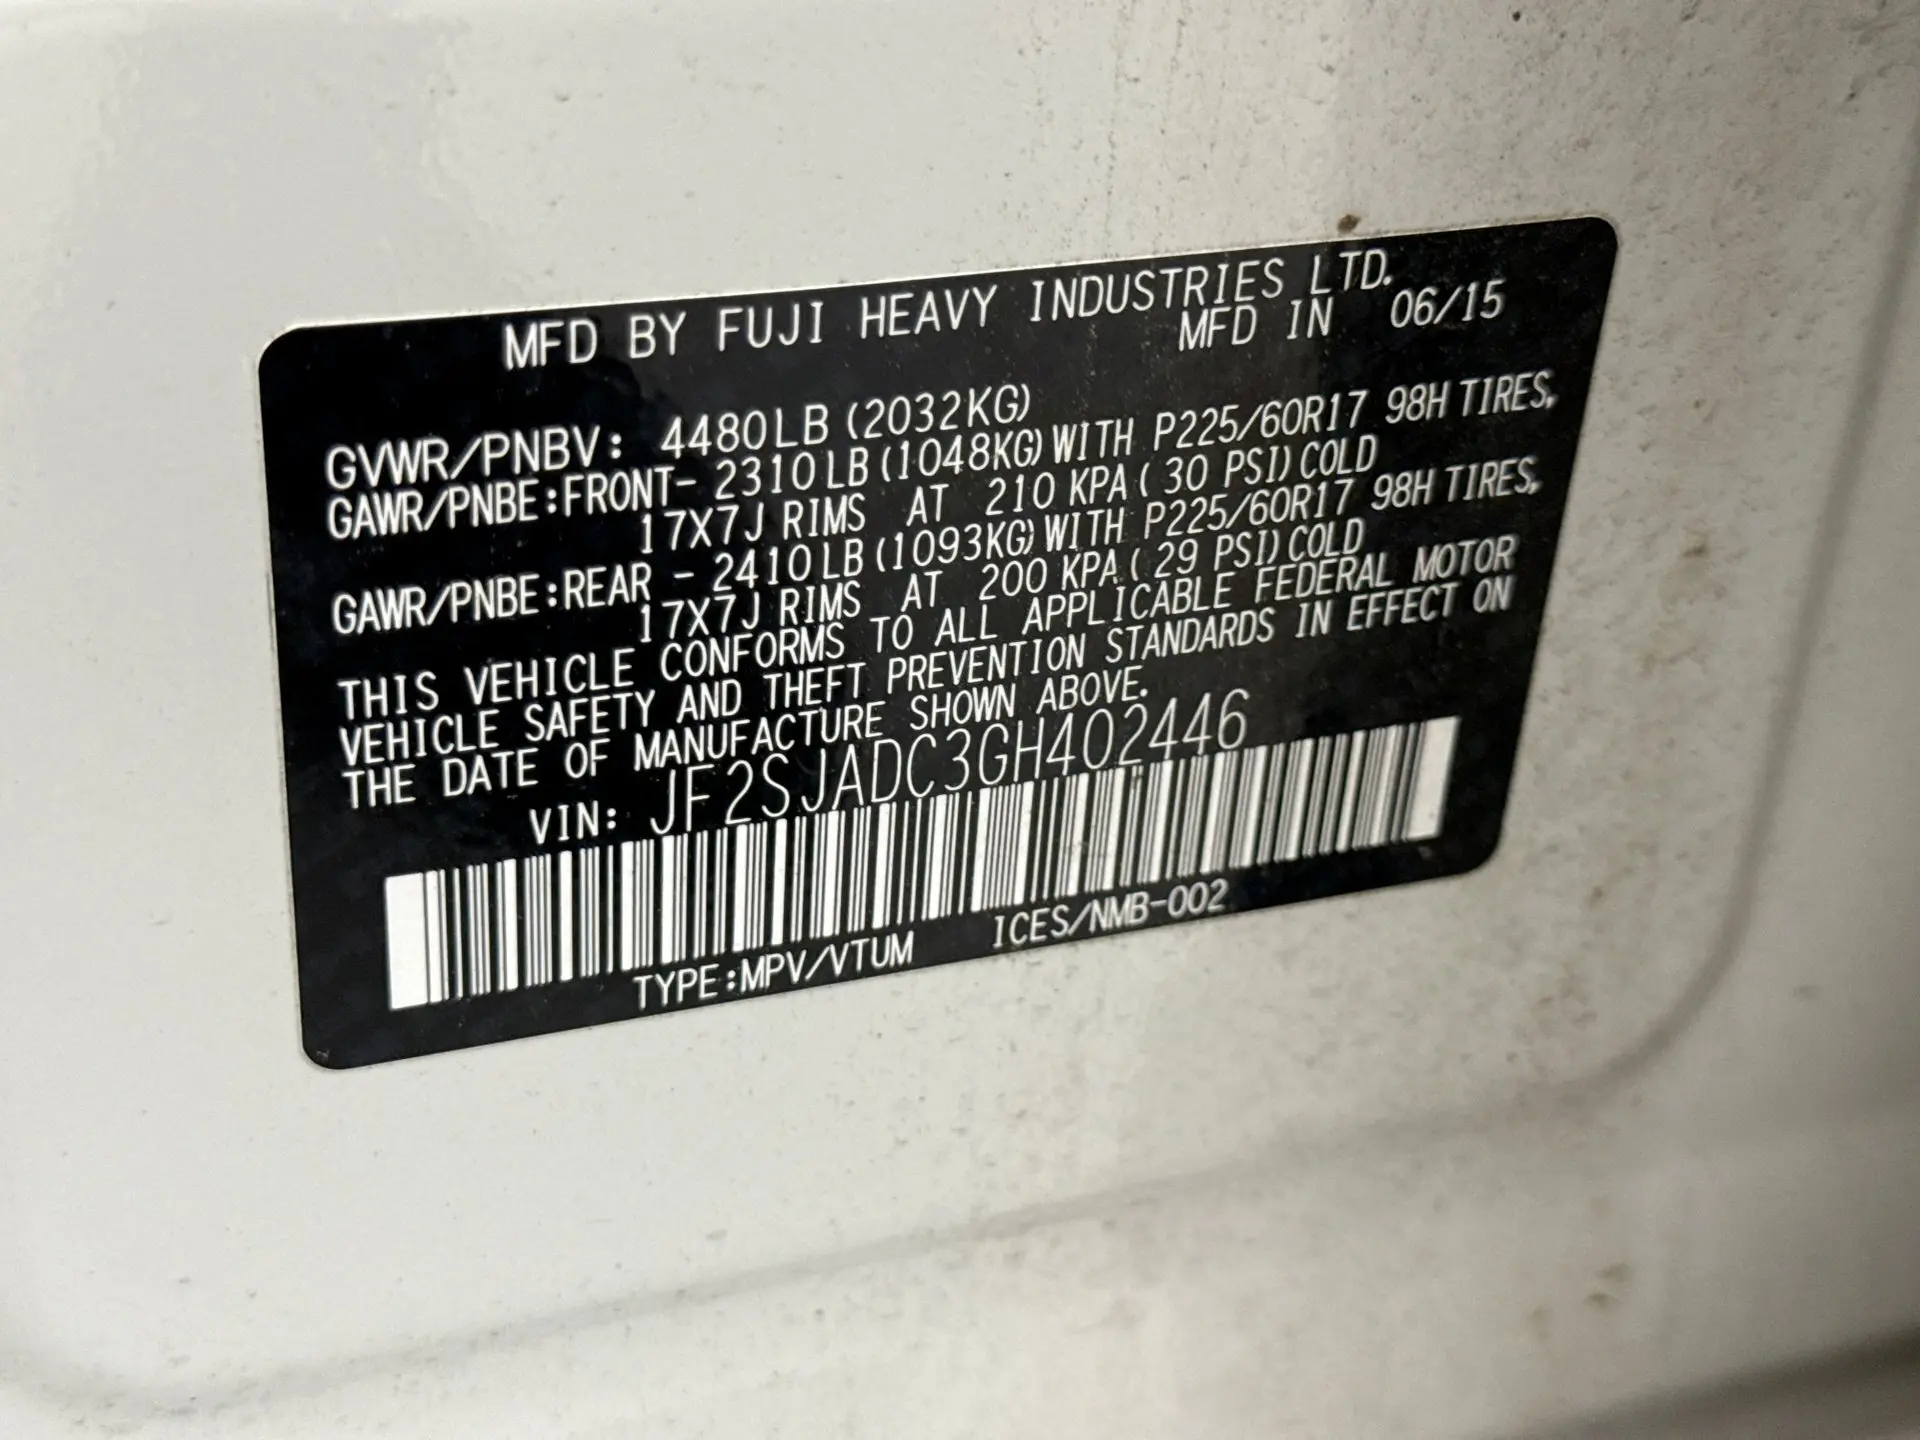 MFD BY FUJI HEAVY INDUSTRIES LTD.
MFD IN 06/15
GVWR/PNBV: 4480LB (2032KG)
GAWR/PNBE:FRONT- 2310LB (1048KG) WITH P225/60R17 98H TIRES,
17X7J RIMS AT 210 KPA ( 30 PSI) COLD
GAWR/PNBE:REAR - 2410LB (1093KG) WITH P225/60R17 98H TIRES,
17X7J RIMS AT 200 KPA ( 29 PSI) COLD
THIS VEHICLE CONFORMS TO ALL APPLICABLE FEDERAL MOTOR
VEHICLE SAFETY AND THEFT PREVENTION STANDARDS IN EFFECT ON
THE DATE OF MANUFACTURE SHOWN ABOVE.
VIN: JF2SJADC3GH402446
TYPE:MPV/VTUM ICES/NMB-002